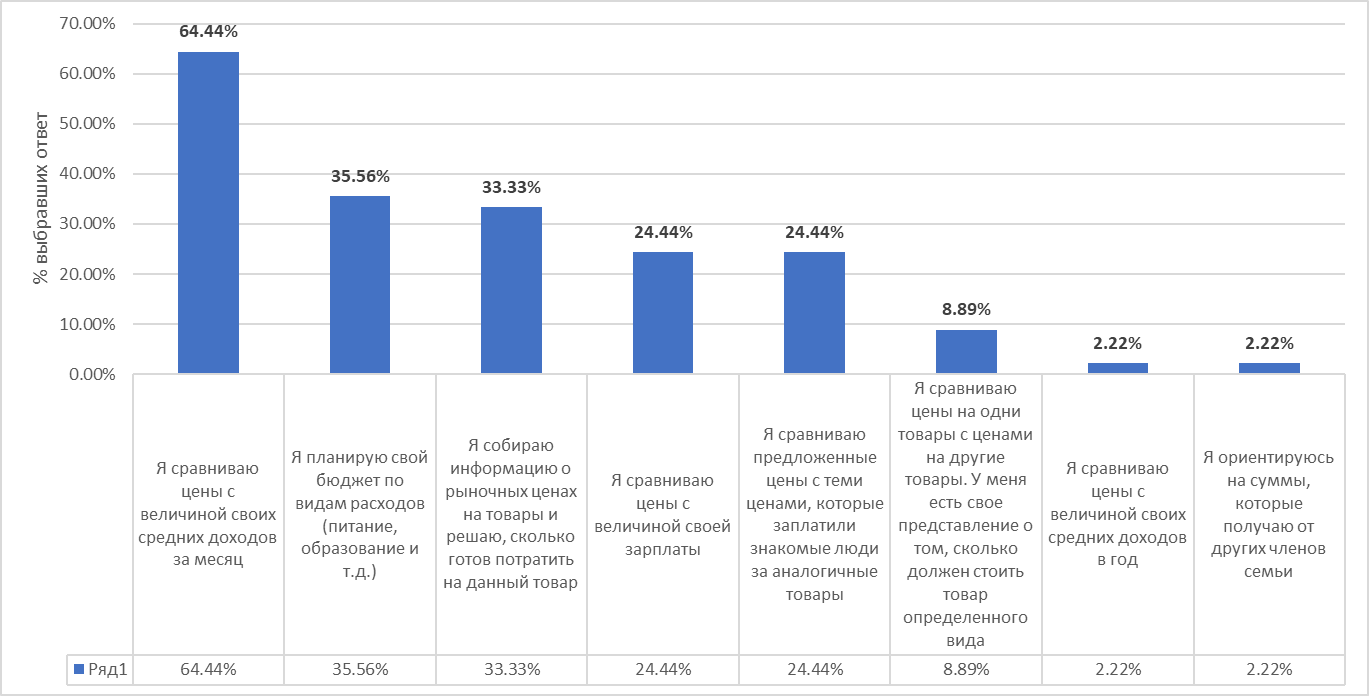 70.00%
60.00%
50.00%
40.00%
30.00%
20.00%
10.00%
0.00%
% выбравших ответ
64.44%
35.56%
33.33%
24.44%
24.44%
8.89%
2.22%
2.22%
Я сравниваю
цены с
величиной своих
средних доходов
за месяц
Я планирую свой
бюджет по
видам расходов
(питание,
образование и
т.д.)
Я собираю
информацию о
рыночных ценах
на товары и
решаю, сколько
готов потратить
на данный товар
Я сравниваю
цены с
величиной своей
зарплаты
Я сравниваю
предложенные
цены с теми
ценами, которые
заплатили
знакомые люди
за аналогичные
товары
Я сравниваю
цены на одни
товары с ценами
на другие
товары. У меня
есть свое
представление о
том, сколько
должен стоить
товар
определенного
вида
Я сравниваю
цены с
величиной своих
средних доходов
в год
Я ориентируюсь
на суммы,
которые
получаю от
других членов
семьи
Ряд1 64.44% 35.56% 33.33% 24.44% 24.44% 8.89% 2.22% 2.22%